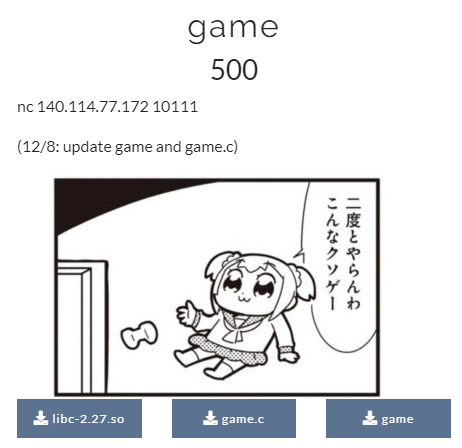 game
500
nc 140.114.77.172 10111
(12/8: update game and game.c)
二度とやらんわ
こんなクソゲー
libc-2.27.so
game.c
game